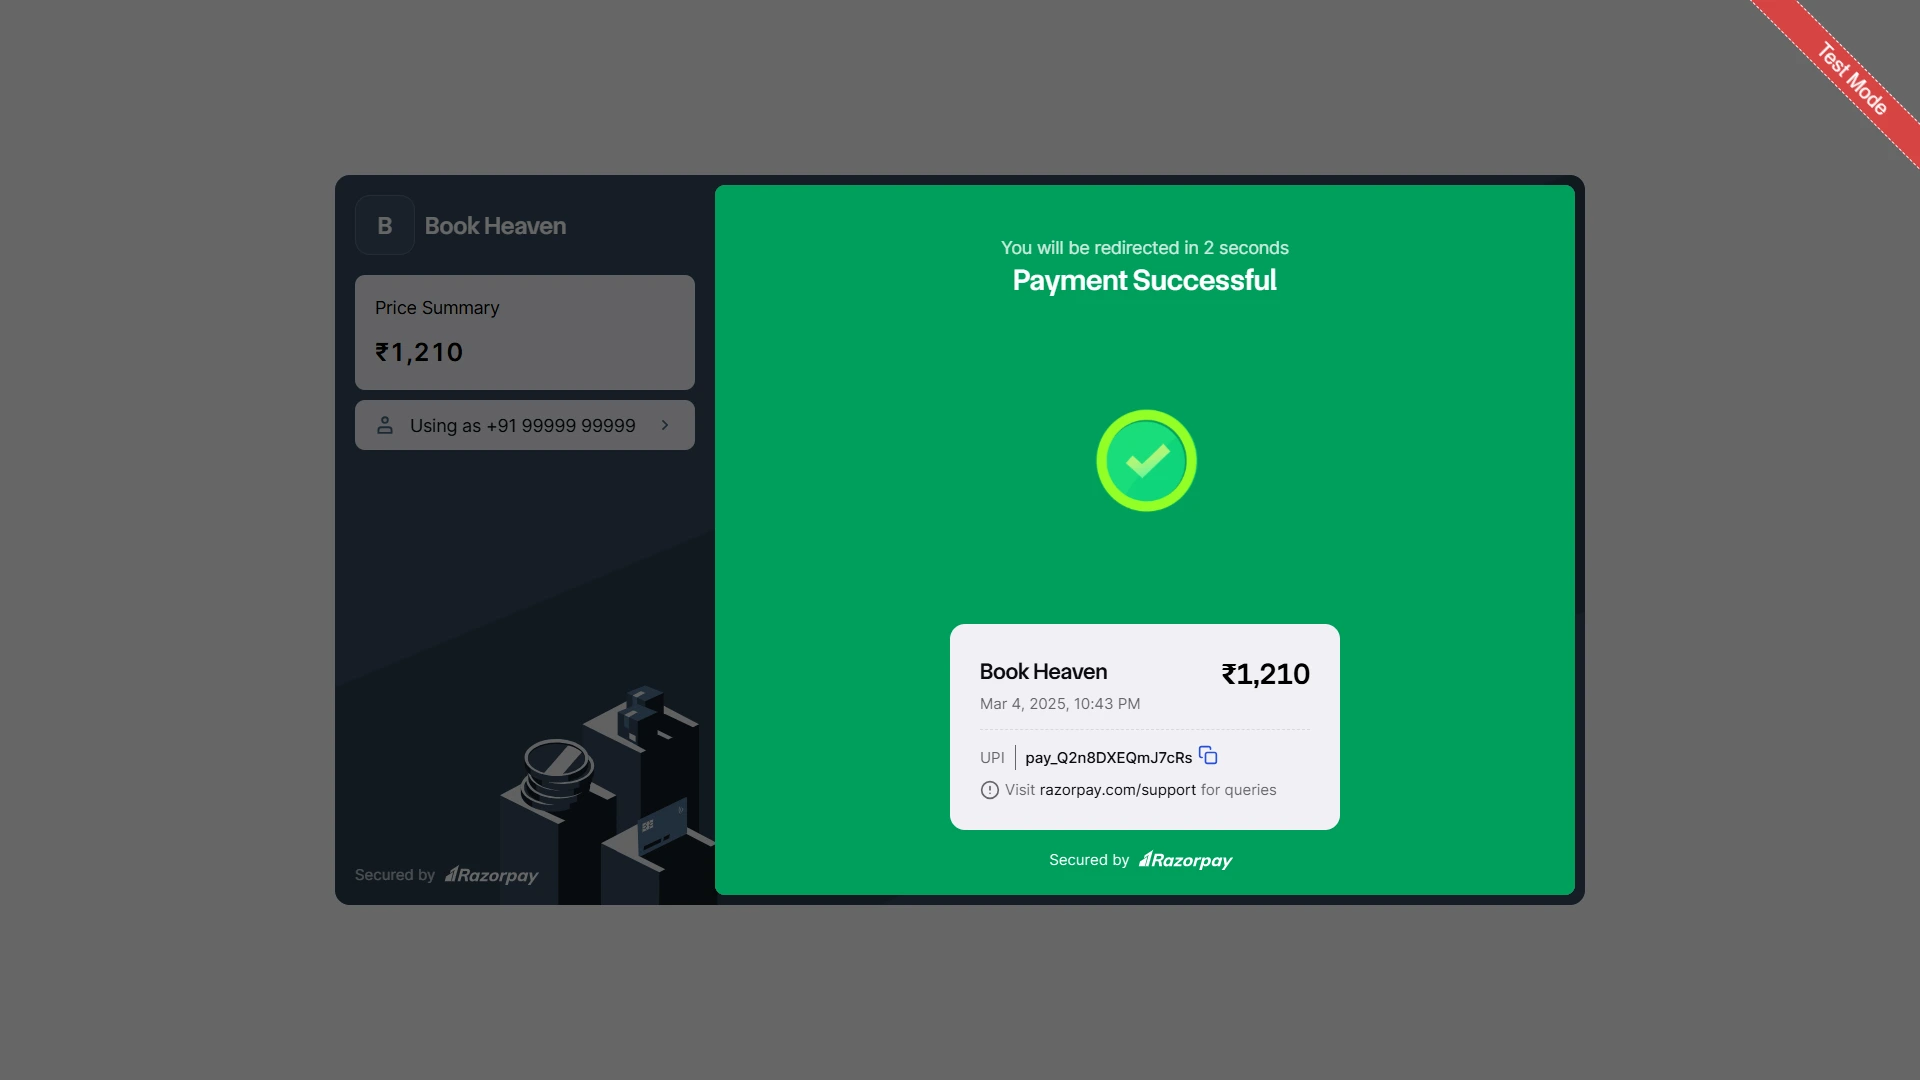 Test Mode
B
Book Heaven
Price Summary
₹1,210
Using as +91 99999 99999
Secured by Razorpay
You will be redirected in 2 seconds
Payment Successful
Book Heaven
₹1,210
Mar 4, 2025, 10:43 PM
UPI pay_Q2n8DXEQmJ7cRs
Visit razorpay.com/support for queries
Secured by Razorpay